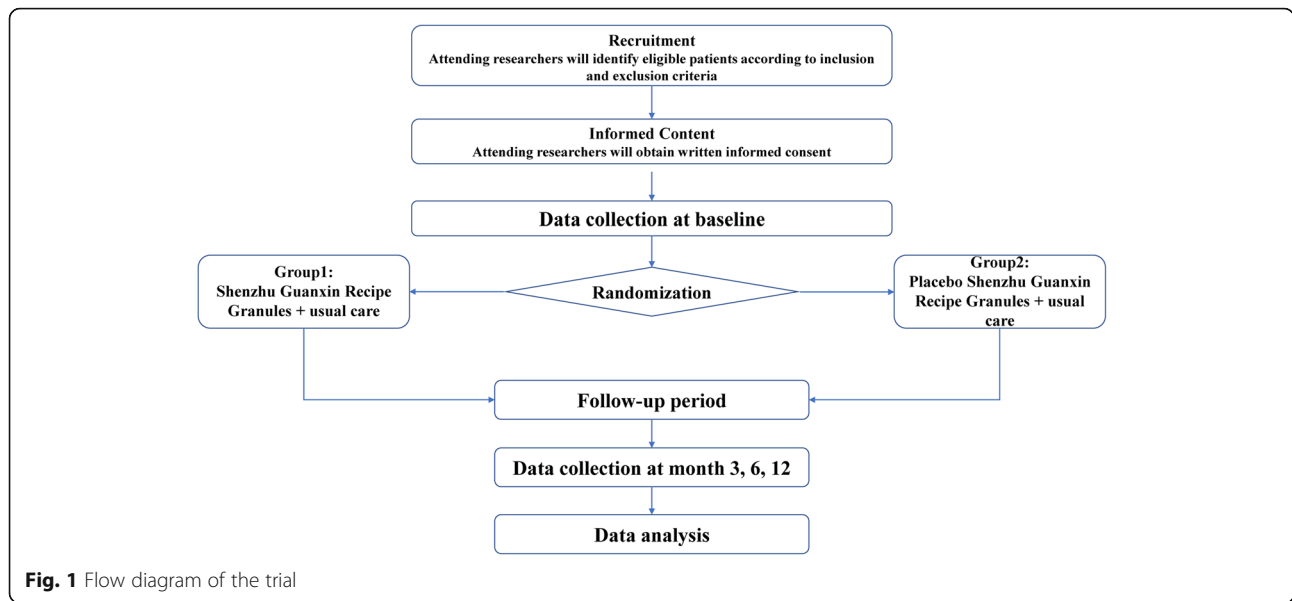 Recruitment
Attending researchers will identify eligible patients according to inclusion
and exclusion criteria
Informed Content
Attending researchers will obtain written informed consent
Data collection at baseline
Group1:
Shenzhu Guanxin Recipe
Granules + usual care
Randomization
Group2:
Placebo Shenzhu Guanxin
Recipe Granules + usual
care
Follow-up period
Data collection at month 3, 6, 12
Data analysis
Fig. 1 Flow diagram of the trial